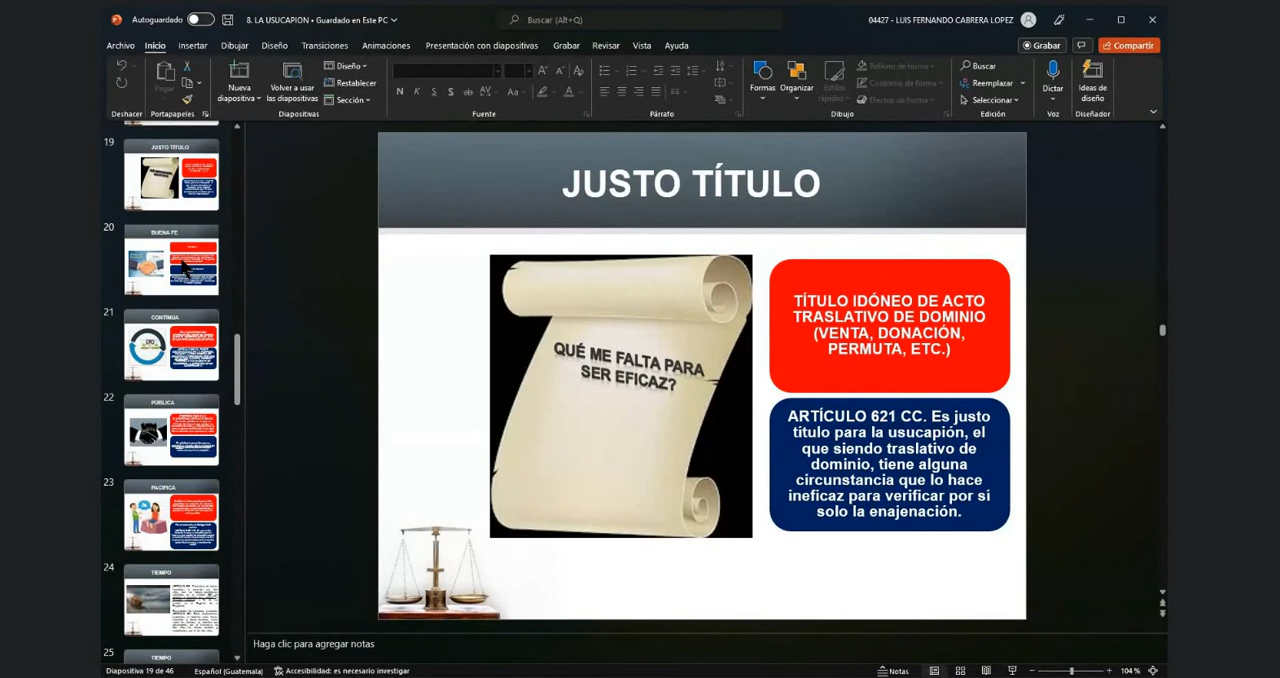 Autoguardado
8. LA USUCAPION • Guardado en Este PC
Buscar (Alt+Q)
04427 - LUIS FERNANDO CABRERA LOPEZ
Archivo Inicio Insertar Dibujar Diseño Transiciones Animaciones Presentación con diapositivas Grabar Revisar Vista Ayuda
Grabar
Compartir
Pegar
Nueva diapositiva
Volver a usar las diapositivas
Diseño
Restablecer
Sección
N K S S ab AV Aa A
Formas
Organizar
Estilos rápidos
Relleno de forma
Contorno de forma
Efectos de forma
Buscar
Reemplazar
Seleccionar
Dictar
Ideas de diseño
Deshacer Portapapeles Diapositivas Fuente Párrafo Dibujo Edición Voz Diseñador
19
JUSTO TÍTULO
20
BUENA FE
21
CONTÍNUA
22
PÚBLICA
23
PACÍFICA
24
TIEMPO
25
TIEMPO
JUSTO TÍTULO
QUÉ ME FALTA PARA
SER EFICAZ?
TÍTULO IDÓNEO DE ACTO
TRASLATIVO DE DOMINIO
(VENTA, DONACIÓN,
PERMUTA, ETC.)
ARTÍCULO 621 CC. Es justo
título para la usucapión, el
que siendo traslativo de
dominio, tiene alguna
circunstancia que lo hace
ineficaz para verificar por sí
solo la enajenación.
Haga clic para agregar notas
Diapositiva 19 de 46
Español (Guatemala)
Accesibilidad: es necesario investigar
Notas
104 %